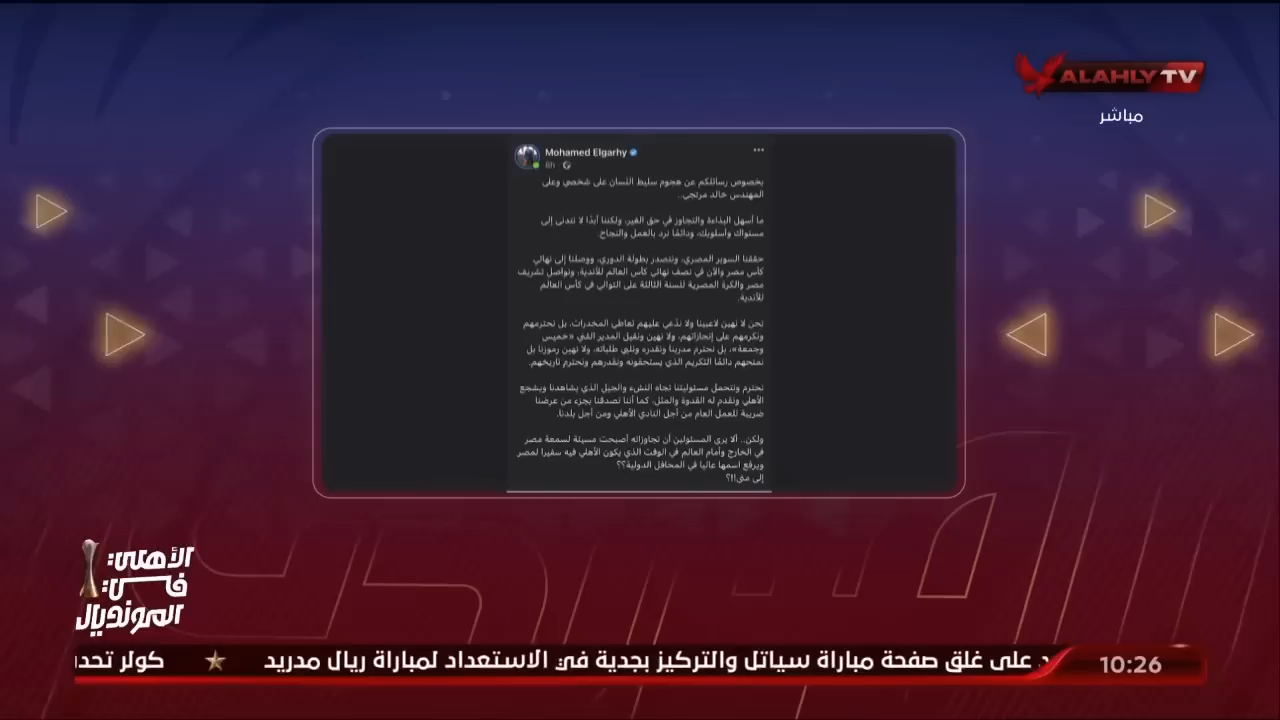 ALAHLY TV
مباشر
Mohamed Elgarhy
8h
بخصوص رسائلكم عن هجوم سليط اللسان على شخصي وعلى
المهندس خالد مرتجي..
ما أسهل البذاءة والتجاوز في حق الغير، ولكننا أبدًا لا نتدنى إلى
مستواك وأسلوبك، ودائمًا نرد بالعمل والنجاح.
حققنا السوبر المصري، ونتصدر بطولة الدوري، ووصلنا إلى نهائي
كأس مصر والآن في نصف نهائي كأس العالم للأندية، ونواصل تشريف
مصر والكرة المصرية للسنة الثالثة على التوالي في كأس العالم
للأندية.
نحن لا نهين لاعبينا ولا ندّعي عليهم تعاطي المخدرات، بل نحترمهم
ونكرمهم على إنجازاتهم، ولا نهين ونقيل المدير الفني «خميس
وجمعة»، بل نحترم مدربنا ونقدره ونلبي طلباته، ولا نهين رموزنا بل
نمنحهم دائمًا التكريم الذي يستحقونه ونقدرهم ونحترم تاريخهم.
نحترم ونتحمل مسئوليتنا تجاه النشء والجيل الذي يشاهدنا ويشجع
الأهلي ونقدم له القدوة والمثل، كما أننا تصدقنا بجزء من عرضنا
ضريبة للعمل العام من أجل النادي الأهلي ومن أجل بلدنا.
ولكن.. ألا يرى المسئولين أن تجاوزاته أصبحت مسيئة لسمعة مصر
في الخارج وأمام العالم في الوقت الذي يكون الأهلي فيه سفيرا لمصر
ويرفع اسمها عاليا في المحافل الدولية؟؟
إلى متى!!؟
الأهلي:
في:
المونديال
10:26
د على غلق صفحة مباراة سياتل والتركيز بجدية في الاستعداد لمباراة ريال مدريد
كولر تحد